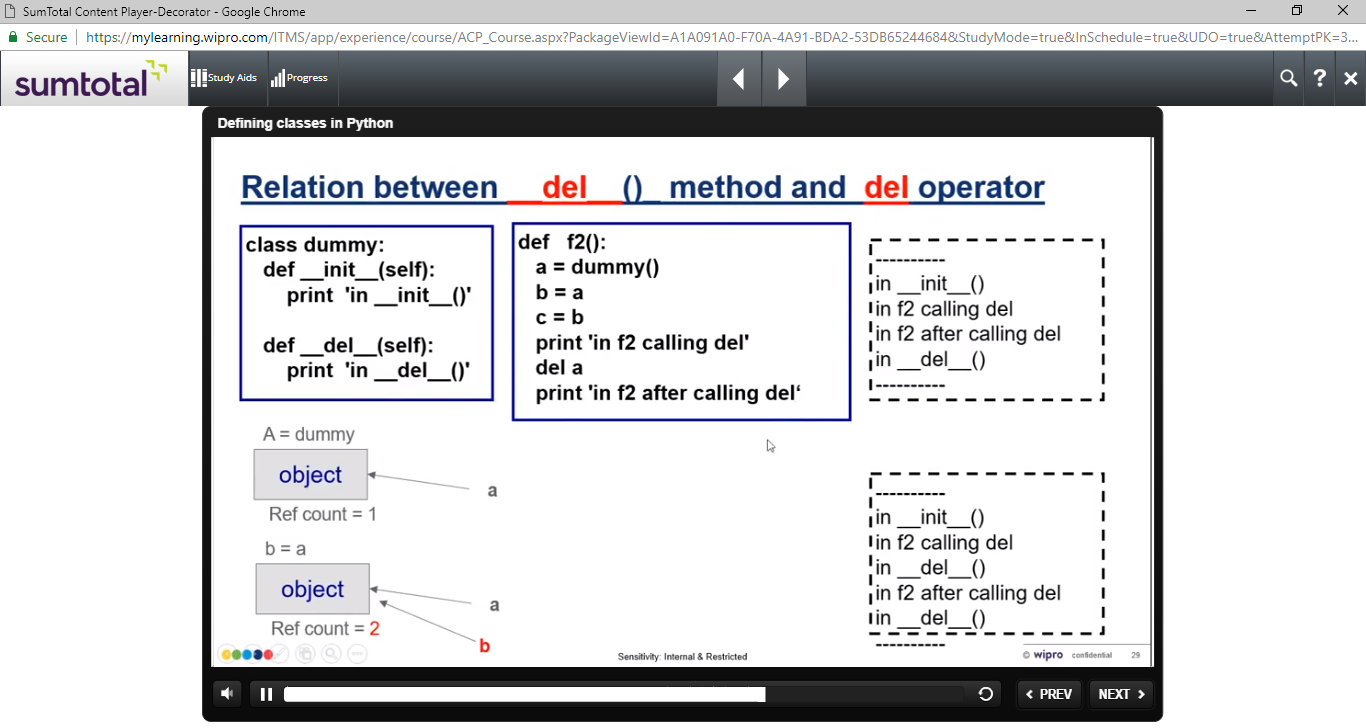 SumTotal Content Player-Decorator - Google Chrome
Secure https://mylearning.wipro.com/ITMS/app/experience/course/ACP_Course.aspx?PackageViewId=A1A091A0-F70A-4A91-BDA2-53DB65244684&StudyMode=true&InSchedule=true&UDO=true&AttemptPK=3...
sumtotal Study Aids Progress ?
Defining classes in Python
Relation between __del__()_ method and del operator
class dummy:
def __init__(self):
print 'in __init__()'
def __del__(self):
print 'in __del__()'
def f2():
a = dummy()
b = a
c = b
print 'in f2 calling del'
del a
print 'in f2 after calling del‘
----------
in __init__()
in f2 calling del
in f2 after calling del
in __del__()
----------
A = dummy
object
a
Ref count = 1
b = a
object
a
Ref count = 2
b
----------
in __init__()
in f2 calling del
in __del__()
in f2 after calling del
in __del__()
----------
Sensitivity: Internal & Restricted
© wipro confidential 29
PREV NEXT